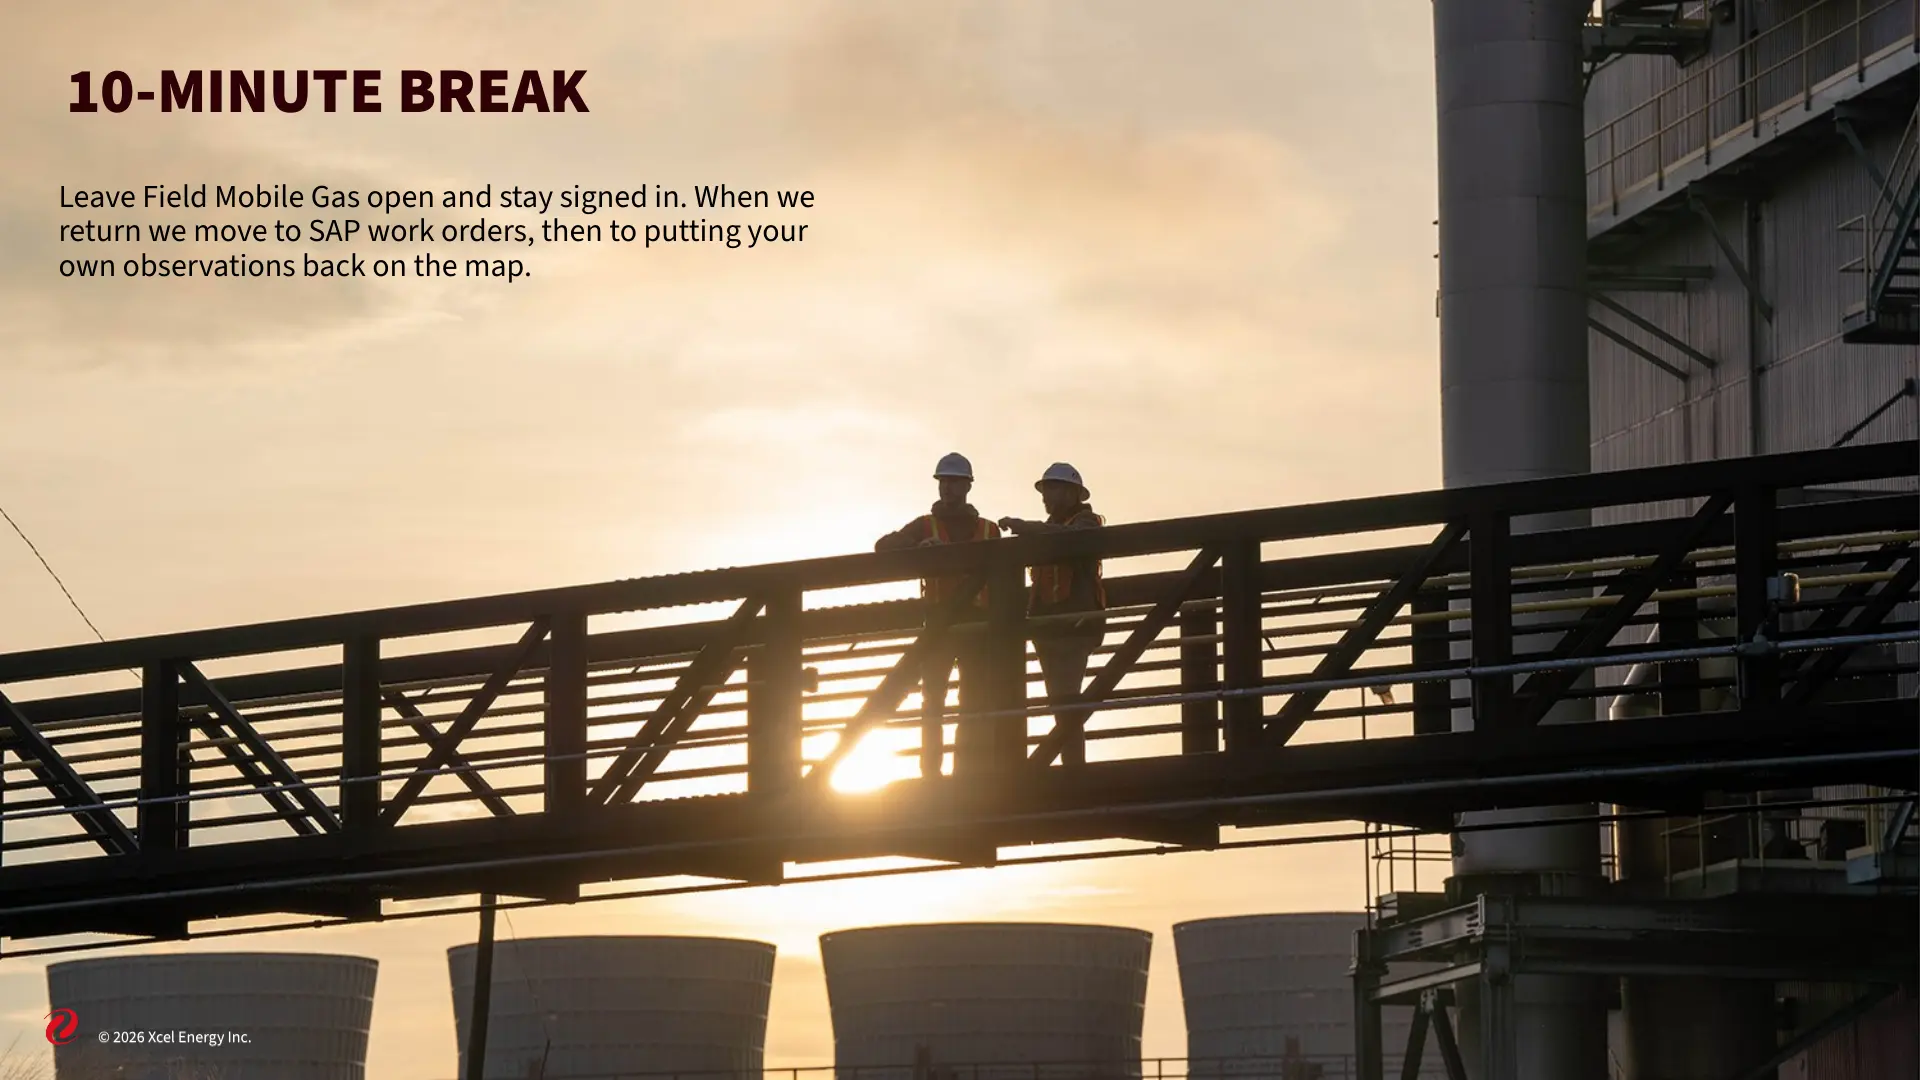 10-MINUTE BREAK
Leave Field Mobile Gas open and stay signed in. When we
return we move to SAP work orders, then to putting your
own observations back on the map.
© 2026 Xcel Energy Inc.